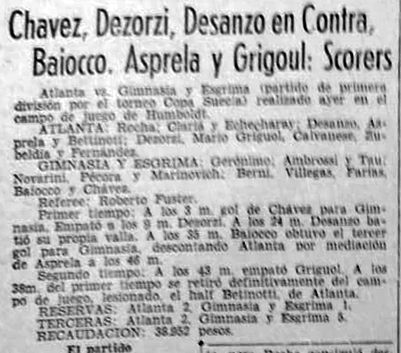 Chavez, Dezorzi, Desanzo en Contra,
Baiocco. Asprela y Grigoul: Scorers
Atlanta vs. Gimnasia y Esgrima (partido de primera
división por el torneo Copa Suecia) realizado ayer en el
campo de juego de Humboldt.
ATLANTA: Rocha; Clariá y Echecharay; Desanzo, As-
prela y Bettinoti; Dezorzi, Mario Griguol, Calvanese, Zu-
beldía y Fernández.
GIMNASIA Y ESGRIMA: Gerónimo; Ambrossi y Tau;
Novarini, Pécora y Marinovich; Berni, Villegas, Farías,
Baiocco y Chávez.
Referee: Roberto Fuster.
Primer tiempo: A los 3 m. gol de Chávez para Gim-
nasia. Empató a los 9 m. Dezorzi. A los 24 m. Desanzo ba-
tió su propia valla. A los 35 m. Baiocco obtuvo el tercer
gol para Gimnasia, descontando Atlanta por mediación
de Asprela a los 46 m.
Segundo tiempo: A los 43 m. empató Griguol. A los
38m. del primer tiempo se retiró definitivamente del cam-
po de juego, lesionado, el half Betinotti, de Atlanta.
RESERVAS: Atlanta 2, Gimnasia y Esgrima 1.
TERCERAS: Atlanta 2, Gimnasia y Esgrima 5.
RECAUDACION: 38.952 pesos.
El partido